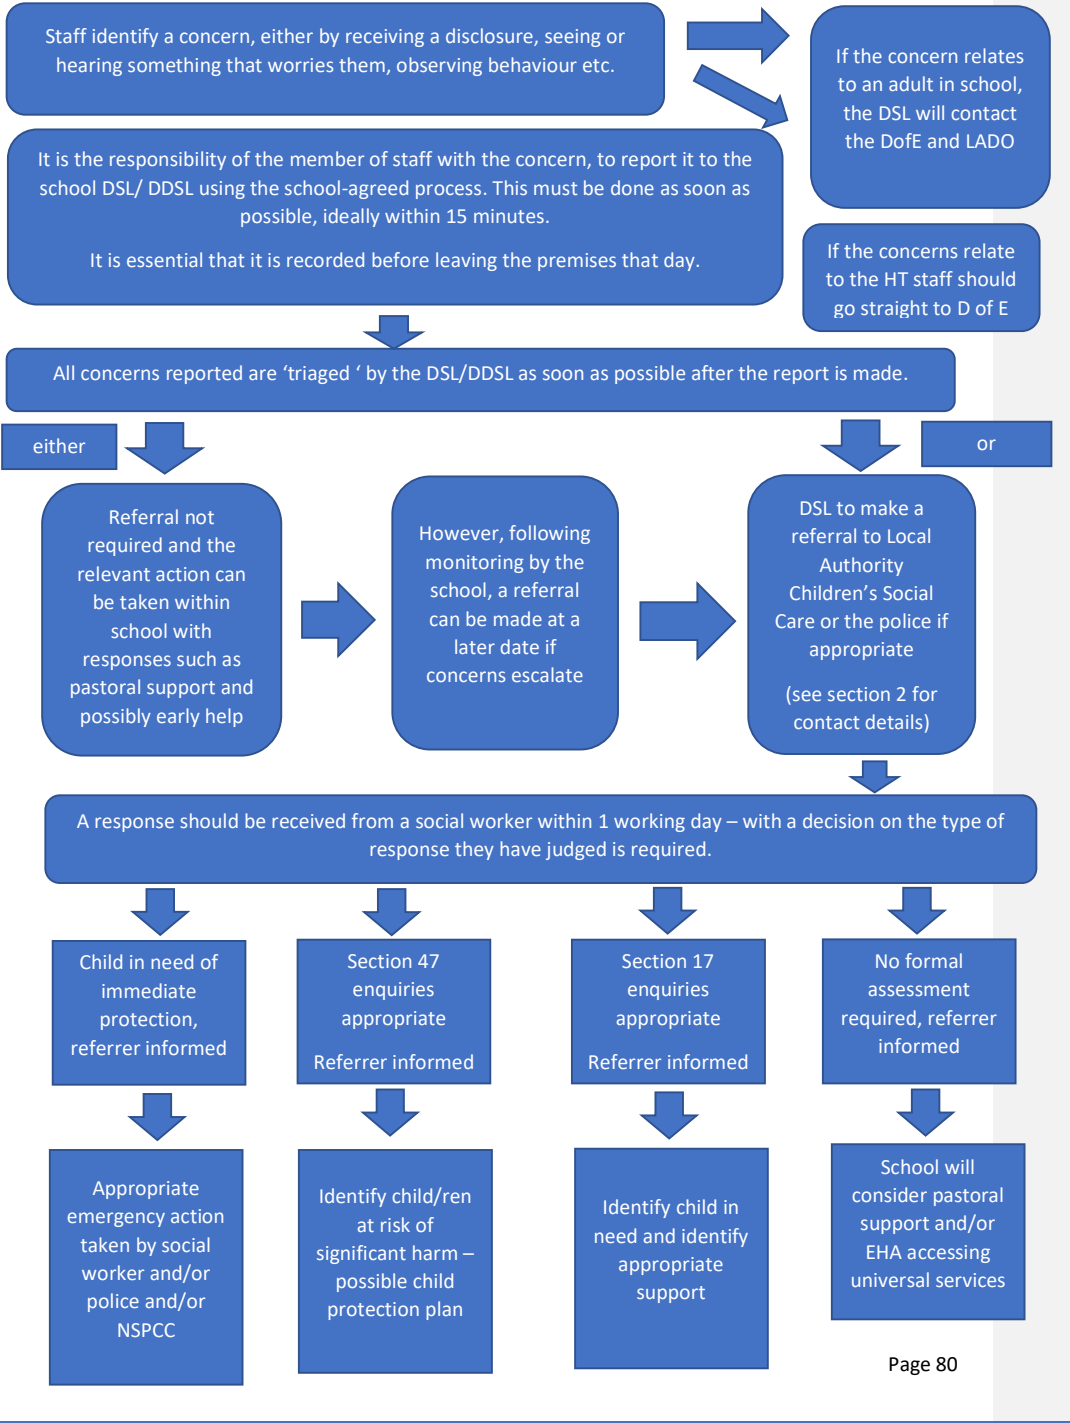 Staff identify a concern, either by receiving a disclosure, seeing or
hearing something that worries them, observing behaviour etc.
If the concern relates
to an adult in school,
the DSL will contact
the DofE and LADO
It is the responsibility of the member of staff with the concern, to report it to the
school DSL/ DDSL using the school-agreed process. This must be done as soon as
possible, ideally within 15 minutes.
It is essential that it is recorded before leaving the premises that day.
If the concerns relate
to the HT staff should
go straight to D of E
All concerns reported are ‘triaged ‘ by the DSL/DDSL as soon as possible after the report is made.
either
or
Referral not
required and the
relevant action can
be taken within
school with
responses such as
pastoral support and
possibly early help
However, following
monitoring by the
school, a referral
can be made at a
later date if
concerns escalate
DSL to make a
referral to Local
Authority
Children’s Social
Care or the police if
appropriate
(see section 2 for
contact details)
A response should be received from a social worker within 1 working day – with a decision on the type of
response they have judged is required.
Child in need of
immediate
protection,
referrer informed
Section 47
enquiries
appropriate
Referrer informed
Section 17
enquiries
appropriate
Referrer informed
No formal
assessment
required, referrer
informed
Appropriate
emergency action
taken by social
worker and/or
police and/or
NSPCC
Identify child/ren
at risk of
significant harm –
possible child
protection plan
Identify child in
need and identify
appropriate
support
School will
consider pastoral
support and/or
EHA accessing
universal services
Page 80